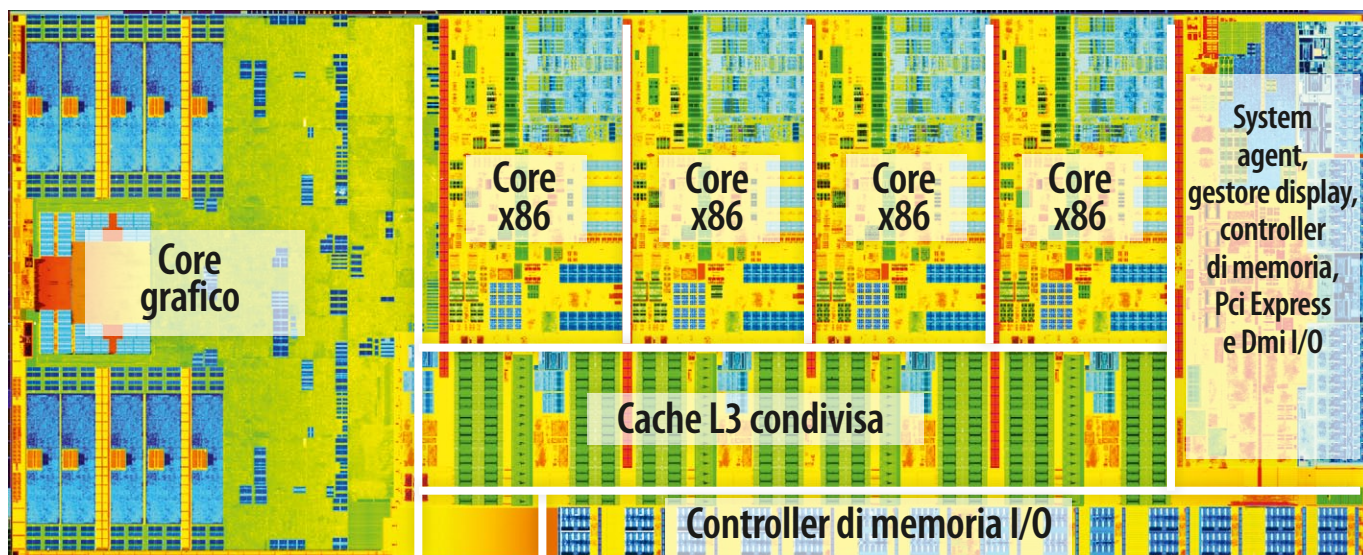 Core
grafico
Core
x86
Core
x86
Core
x86
Core
x86
System
agent,
gestore display,
controller
di memoria,
Pci Express
e Dmi I/O
Cache L3 condivisa
Controller di memoria I/O